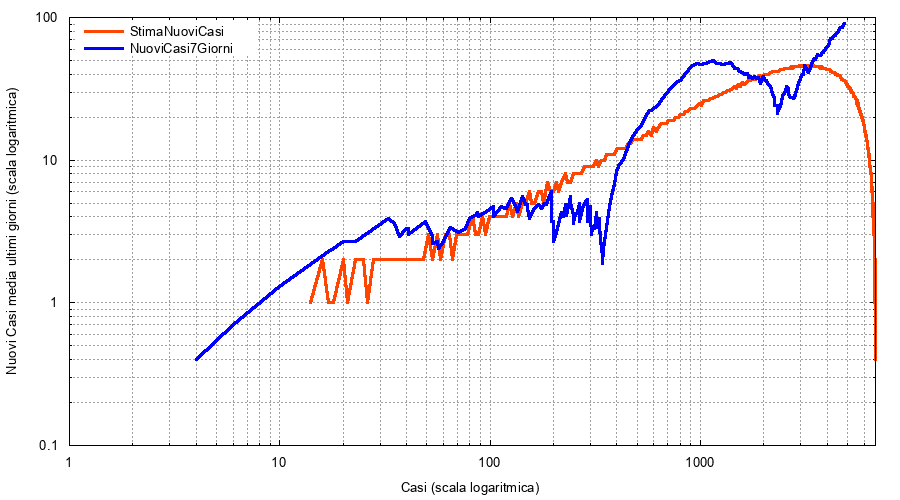 100
StimaNuoviCasi
NuoviCasi7Giorni
10
1
0.1
Nuovi Casi media ultimi giorni (scala logaritmica)
1
10
100
1000
Casi (scala logaritmica)